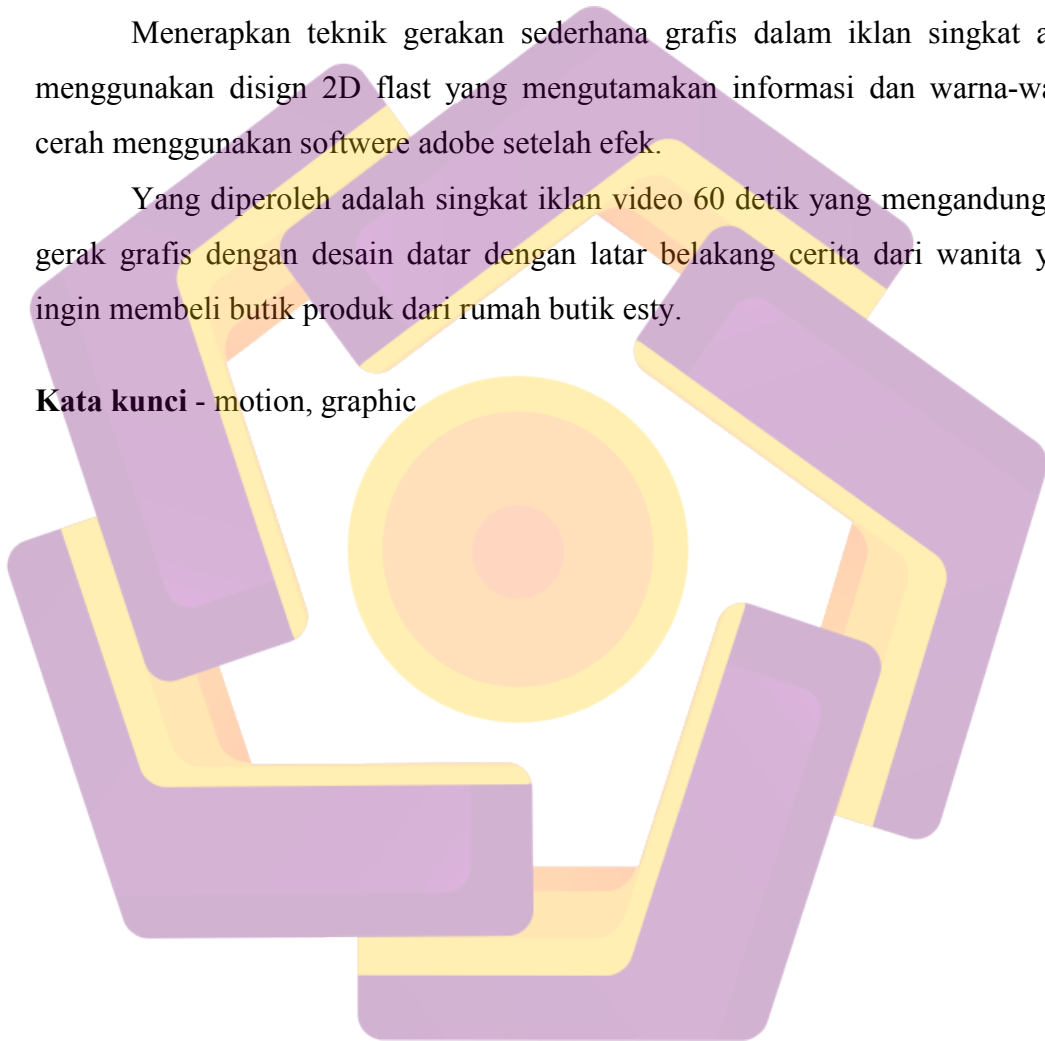 Menerapkan teknik gerakan sederhana grafis dalam iklan singkat
menggunakan disign 2D flast yang mengutamakan informasi dan
cerah menggunakan softwere adobe setelah efek.
Yang diperoleh adalah singkat iklan video 60 detik yang mengandung
gerak grafis dengan desain datar dengan latar belakang cerita dari wanita
ingin membeli butik produk dari rumah butik esty.
Kata kunci - motion, graphic